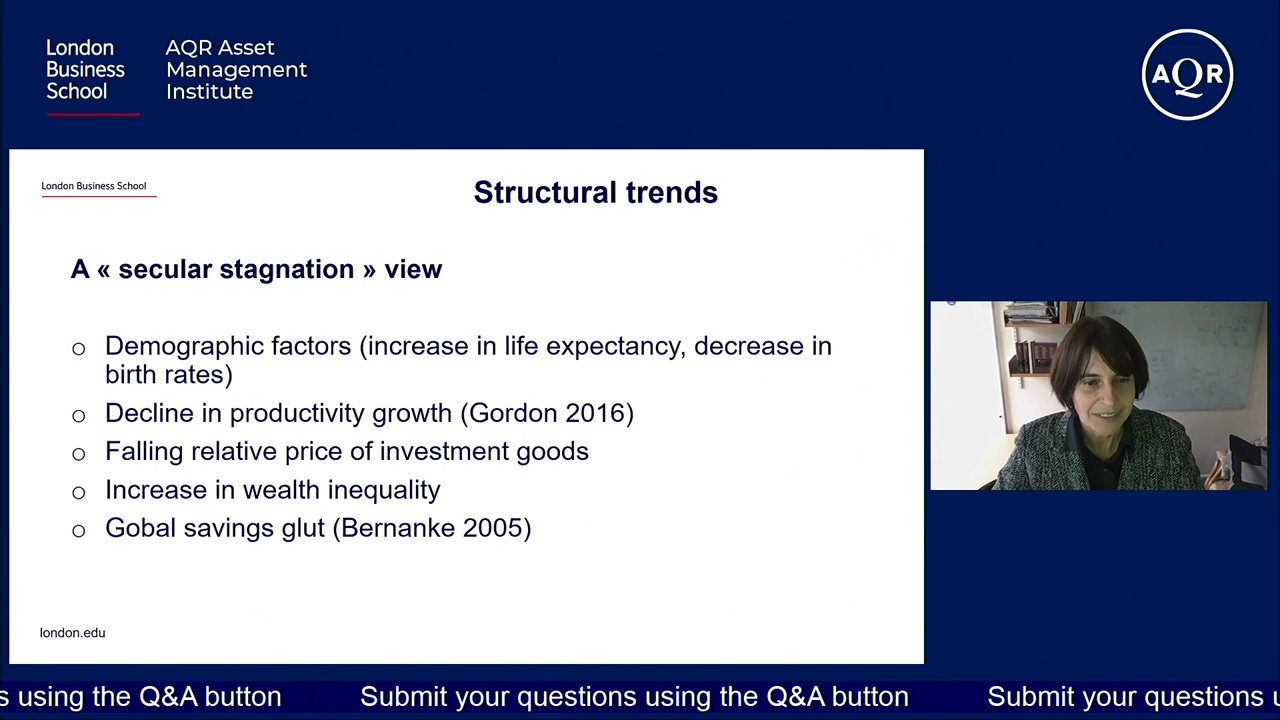 London
Business
School
AQR Asset
Management
Institute
AQR
London Business School
Structural trends
A « secular stagnation » view
o Demographic factors (increase in life expectancy, decrease in
birth rates)
o Decline in productivity growth (Gordon 2016)
o Falling relative price of investment goods
o Increase in wealth inequality
o Gobal savings glut (Bernanke 2005)
london.edu
s using the Q&A button Submit your questions using the Q&A button Submit your questions u